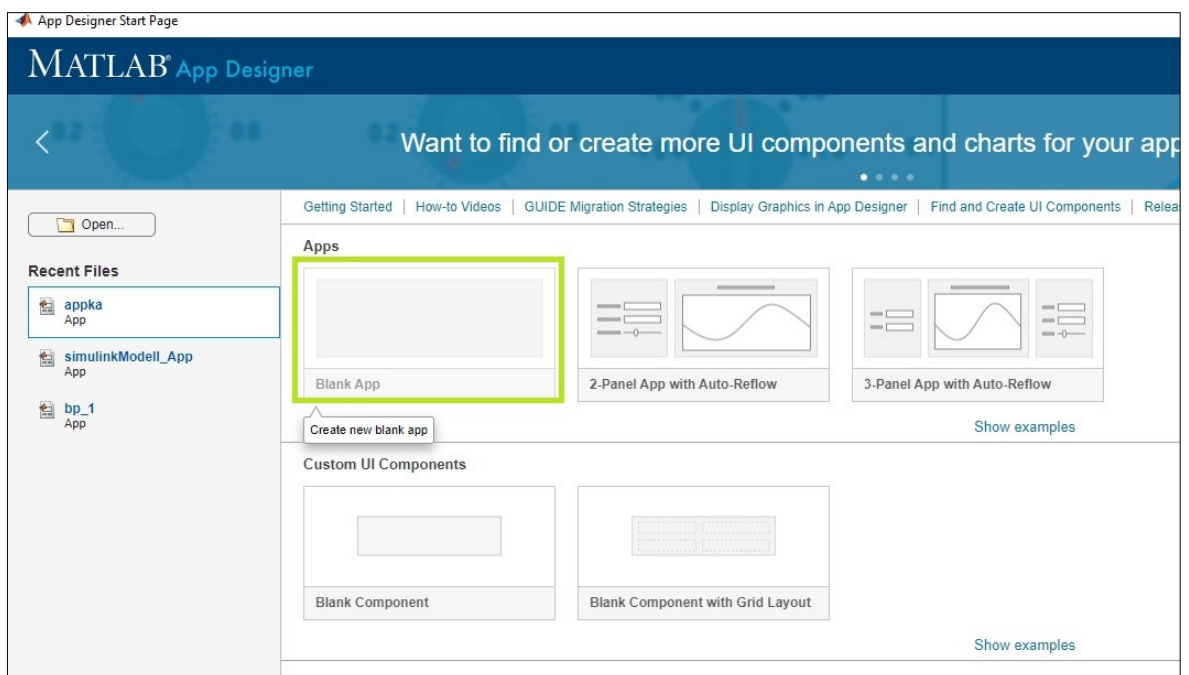 App Designer Start Page
MATLAB® App Designer
Want to find or create more UI components and charts for your app
Getting Started | How-to Videos | GUIDE Migration Strategies | Display Graphics in App Designer | Find and Create UI Components | Relea
Open...
Apps
Recent Files
appka
App
simulinkModell_App
App
bp_1
App
Blank App
2-Panel App with Auto-Reflow
3-Panel App with Auto-Reflow
Create new blank app
Show examples
Custom UI Components
Blank Component
Blank Component with Grid Layout
Show examples